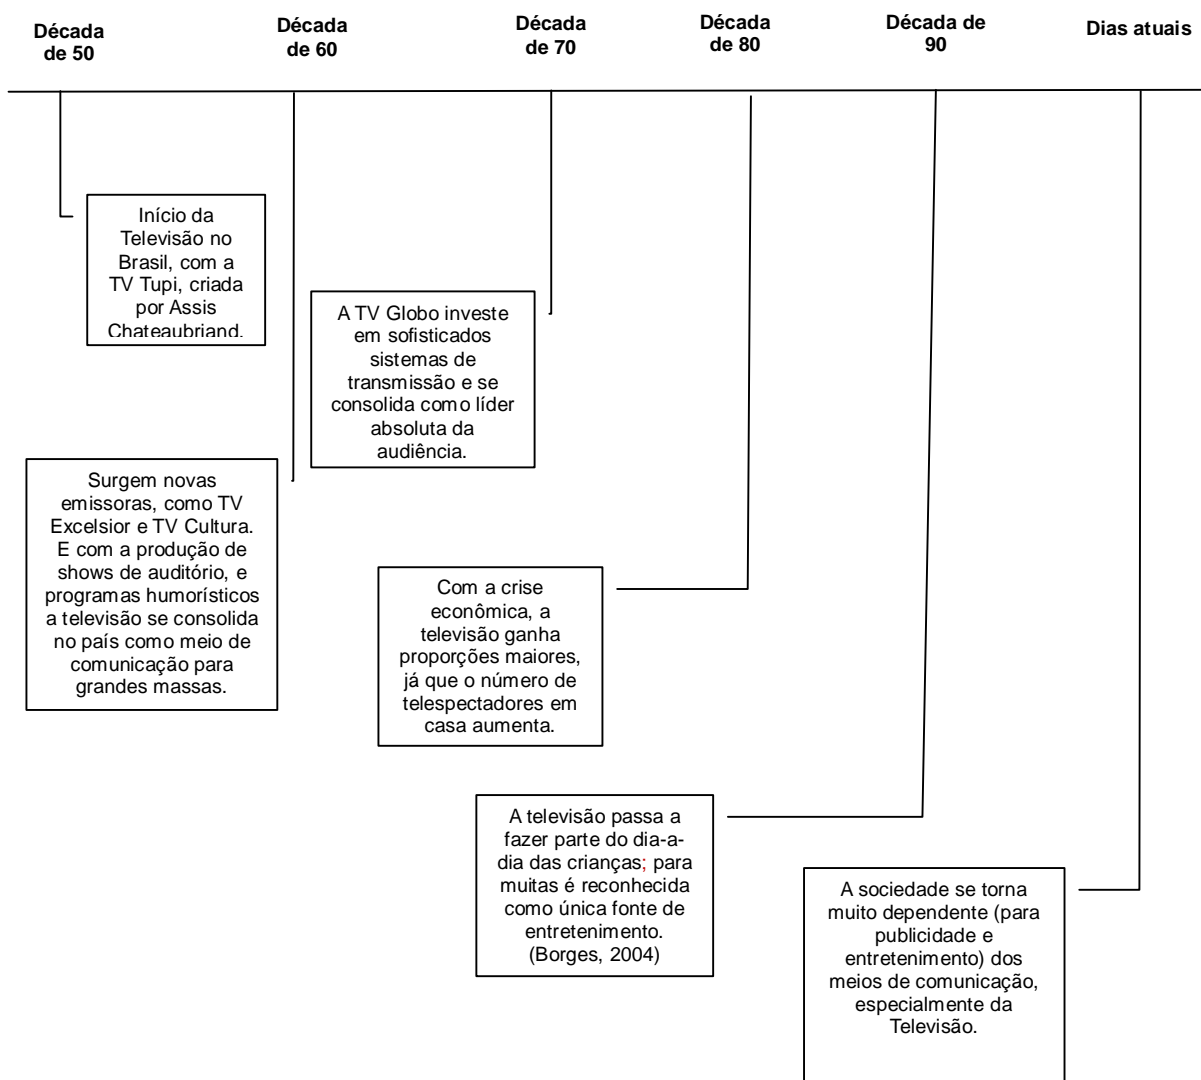 Década
de 50
Década
de 60
Década
de 70
Década
de 80
Década de
90
Dias atuais
Início da
Televisão no
Brasil, com a
TV Tupi, criada
por Assis
Chateaubriand.
A TV Globo investe
em sofisticados
sistemas de
transmissão e se
consolida como líder
absoluta da
audiência.
Surgem novas
emissoras, como TV
Excelsior e TV Cultura.
E com a produção de
shows de auditório, e
programas humorísticos
a televisão se consolida
no país como meio de
comunicação para
grandes massas.
Com a crise
econômica, a
televisão ganha
proporções maiores,
já que o número de
telespectadores em
casa aumenta.
A televisão passa a
fazer parte do dia-a-
dia das crianças; para
muitas é reconhecida
como única fonte de
entretenimento.
(Borges, 2004)
A sociedade se torna
muito dependente (para
publicidade e
entretenimento) dos
meios de comunicação,
especialmente da
Televisão.